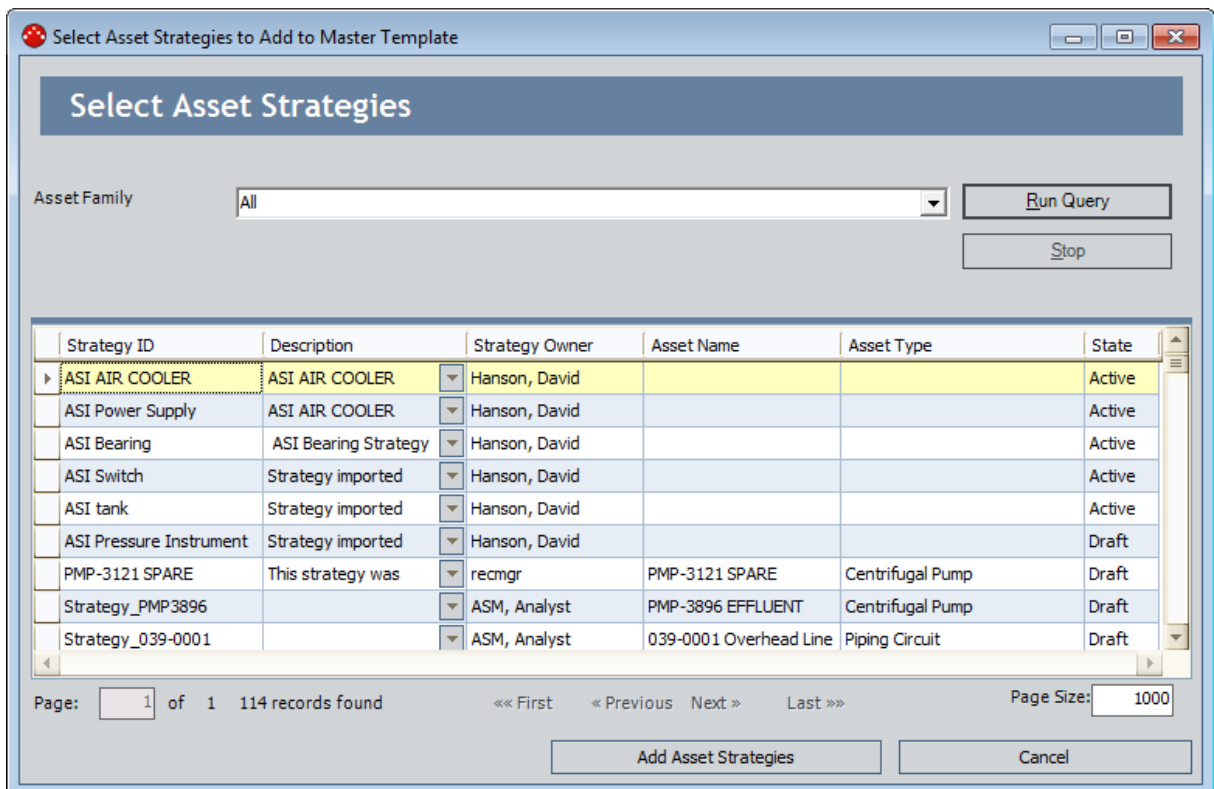 Select Asset Strategies to Add to Master Template
Select Asset Strategies
Asset Family All Run Query
Stop
Strategy ID Description Strategy Owner Asset Name Asset Type State
ASI AIR COOLER ASI AIR COOLER Hanson, David Active
ASI Power Supply ASI AIR COOLER Hanson, David Active
ASI Bearing ASI Bearing Strategy Hanson, David Active
ASI Switch Strategy imported Hanson, David Active
ASI tank Strategy imported Hanson, David Active
ASI Pressure Instrument Strategy imported Hanson, David Draft
PMP-3121 SPARE This strategy was recmgr PMP-3121 SPARE Centrifugal Pump Draft
Strategy_PMP3896 ASM, Analyst PMP-3896 EFFLUENT Centrifugal Pump Draft
Strategy_039-0001 ASM, Analyst 039-0001 Overhead Line Piping Circuit Draft
Page: 1 of 1 114 records found «« First « Previous Next » Last »» Page Size: 1000
Add Asset Strategies Cancel